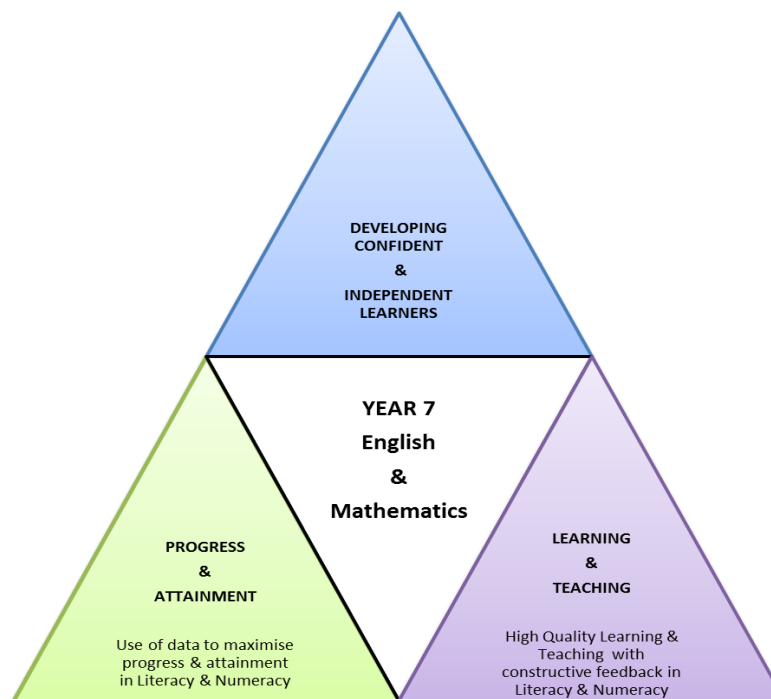 DEVELOPING
CONFIDENT
&
INDEPENDENT
LEARNERS
YEAR 7
English
&
Mathematics
PROGRESS
&
ATTAINMENT
Use of data to maximise
progress & attainment
in Literacy & Numeracy
LEARNING
&
TEACHING
High Quality Learning &
Teaching with
constructive feedback in
Literacy & Numeracy